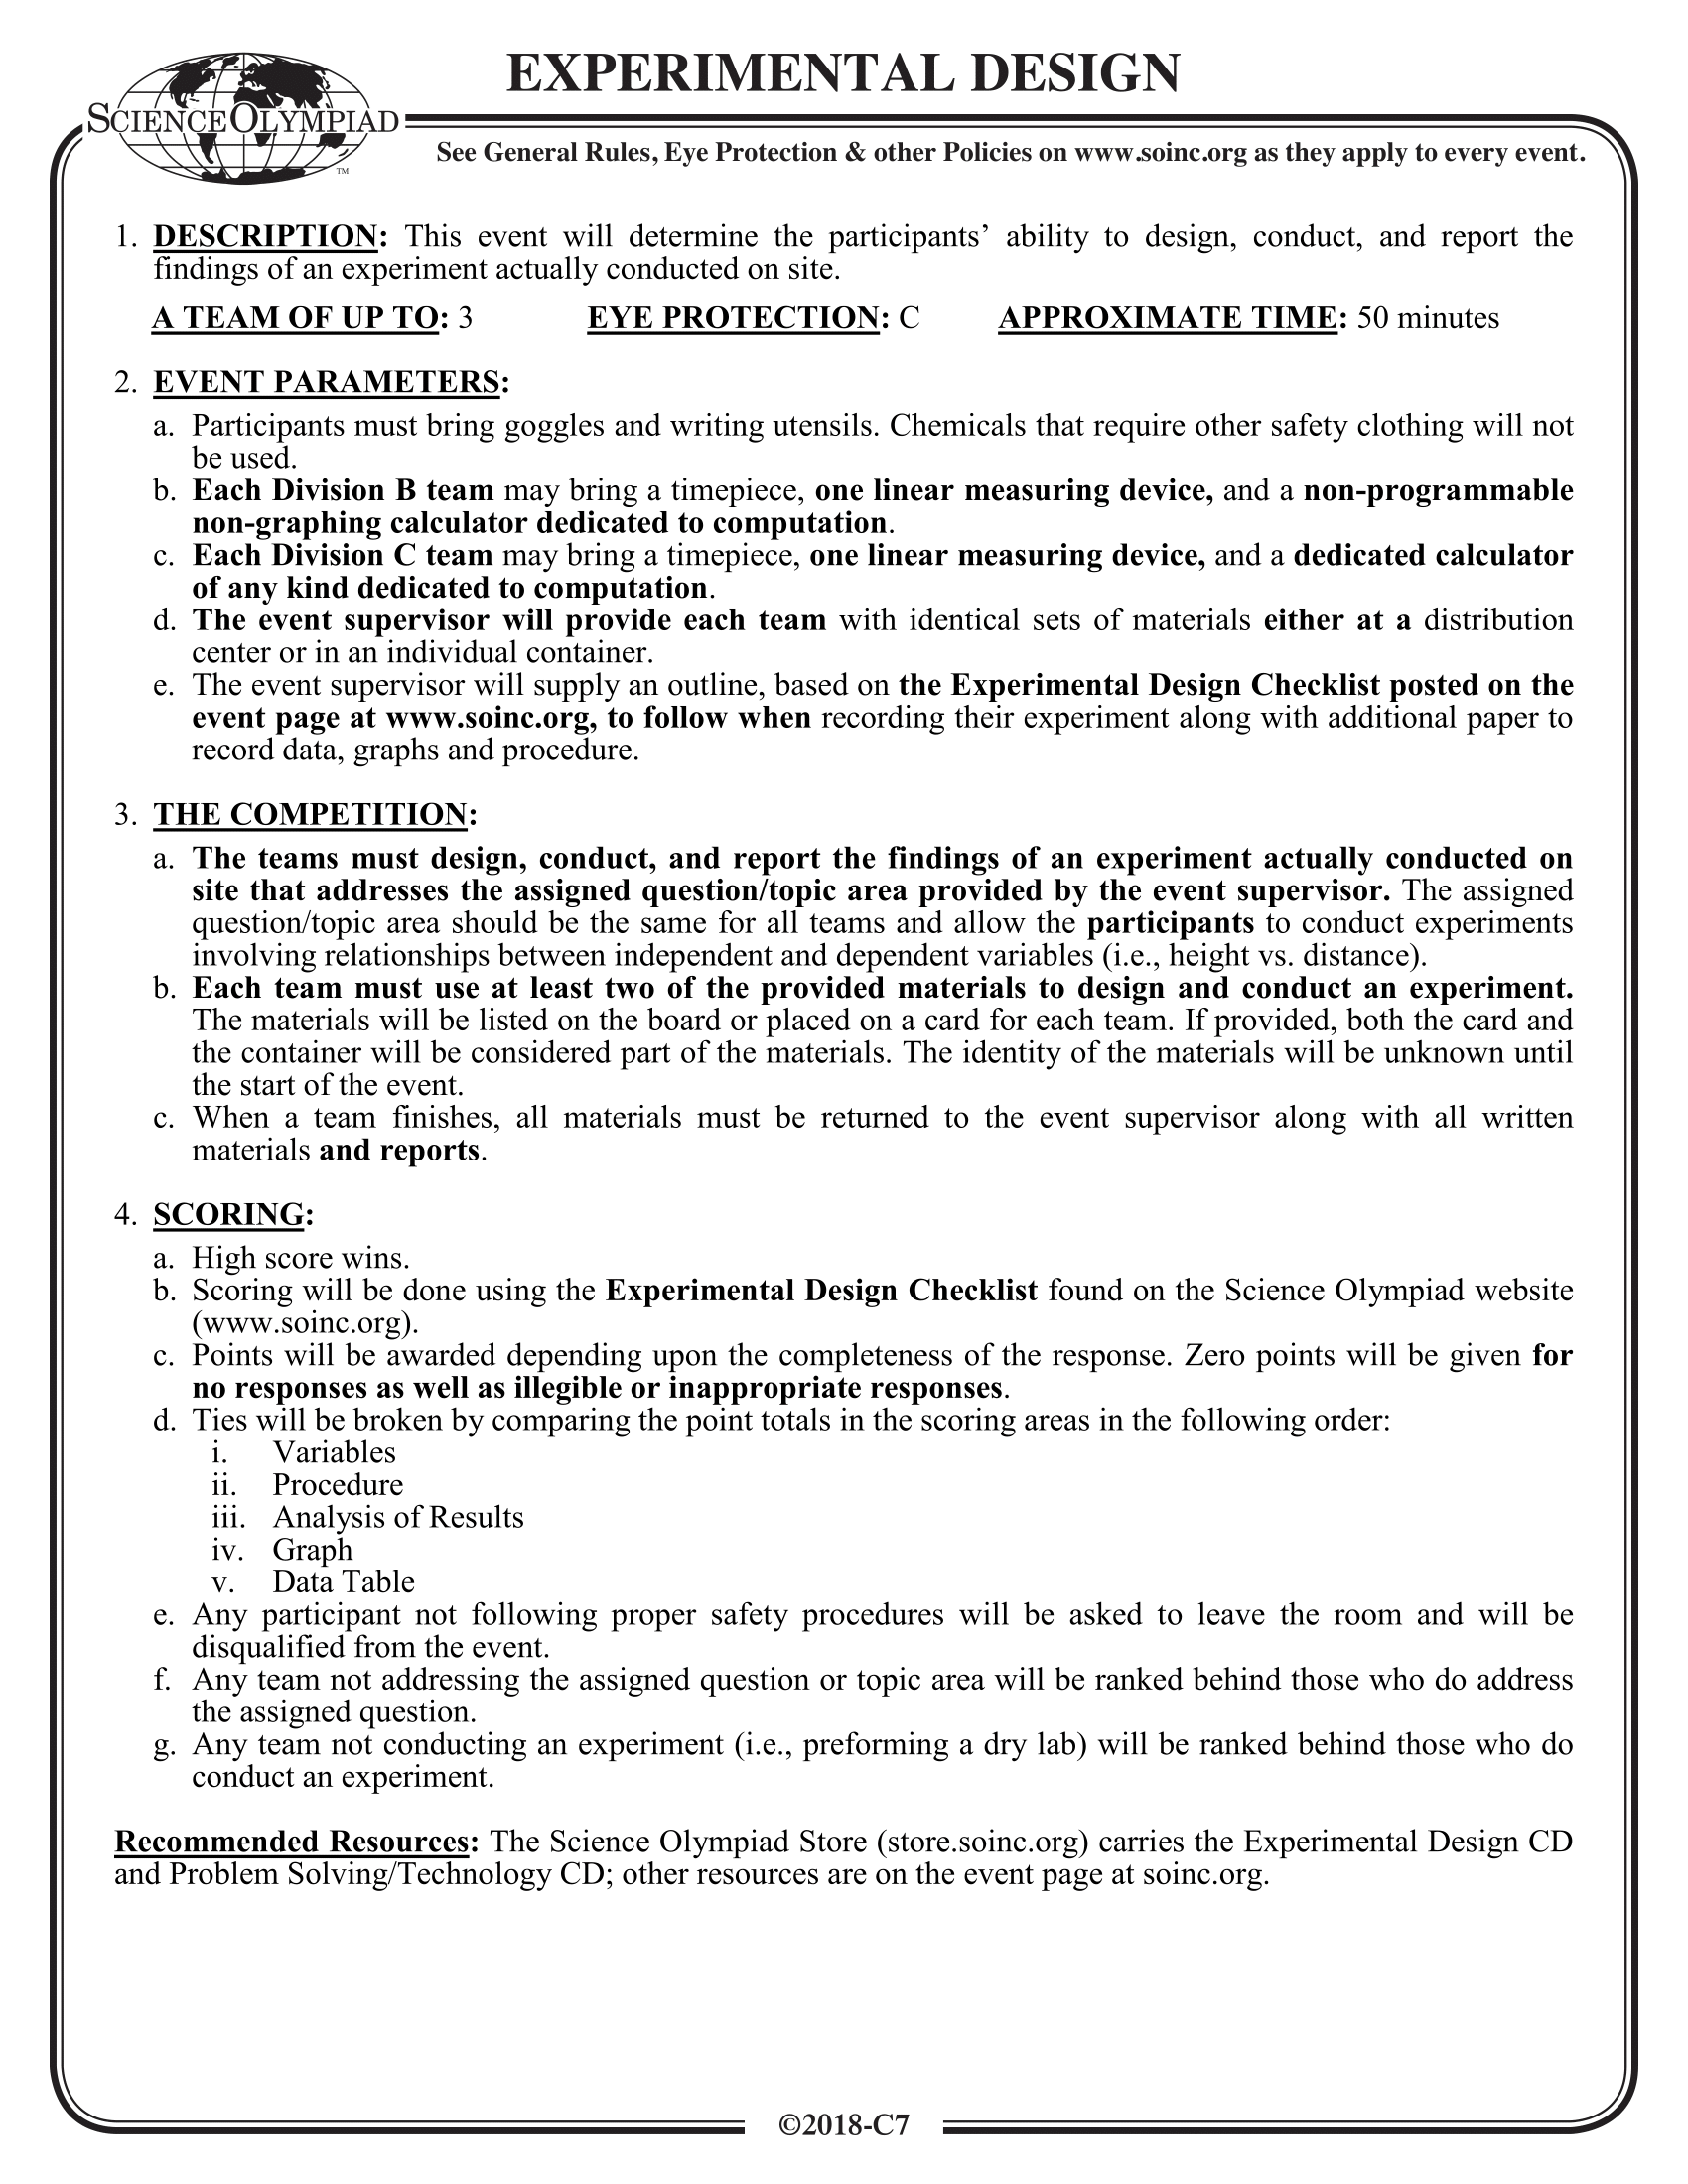 EXPERIMENTAL DESIGN
SCIENCE OLYMPIAD
TM
See General Rules, Eye Protection & other Policies on www.soinc.org as they apply to every event.
1. DESCRIPTION: This event will determine the participants’ ability to design, conduct, and report the
findings of an experiment actually conducted on site.
A TEAM OF UP TO: 3 EYE PROTECTION: C APPROXIMATE TIME: 50 minutes
2. EVENT PARAMETERS:
a. Participants must bring goggles and writing utensils. Chemicals that require other safety clothing will not
be used.
b. Each Division B team may bring a timepiece, one linear measuring device, and a non-programmable
non-graphing calculator dedicated to computation.
c. Each Division C team may bring a timepiece, one linear measuring device, and a dedicated calculator
of any kind dedicated to computation.
d. The event supervisor will provide each team with identical sets of materials either at a distribution
center or in an individual container.
e. The event supervisor will supply an outline, based on the Experimental Design Checklist posted on the
event page at www.soinc.org, to follow when recording their experiment along with additional paper to
record data, graphs and procedure.
3. THE COMPETITION:
a. The teams must design, conduct, and report the findings of an experiment actually conducted on
site that addresses the assigned question/topic area provided by the event supervisor. The assigned
question/topic area should be the same for all teams and allow the participants to conduct experiments
involving relationships between independent and dependent variables (i.e., height vs. distance).
b. Each team must use at least two of the provided materials to design and conduct an experiment.
The materials will be listed on the board or placed on a card for each team. If provided, both the card and
the container will be considered part of the materials. The identity of the materials will be unknown until
the start of the event.
c. When a team finishes, all materials must be returned to the event supervisor along with all written
materials and reports.
4. SCORING:
a. High score wins.
b. Scoring will be done using the Experimental Design Checklist found on the Science Olympiad website
(www.soinc.org).
c. Points will be awarded depending upon the completeness of the response. Zero points will be given for
no responses as well as illegible or inappropriate responses.
d. Ties will be broken by comparing the point totals in the scoring areas in the following order:
i. Variables
ii. Procedure
iii. Analysis of Results
iv. Graph
v. Data Table
e. Any participant not following proper safety procedures will be asked to leave the room and will be
disqualified from the event.
f. Any team not addressing the assigned question or topic area will be ranked behind those who do address
the assigned question.
g. Any team not conducting an experiment (i.e., preforming a dry lab) will be ranked behind those who do
conduct an experiment.
Recommended Resources: The Science Olympiad Store (store.soinc.org) carries the Experimental Design CD
and Problem Solving/Technology CD; other resources are on the event page at soinc.org.
©2018-C7